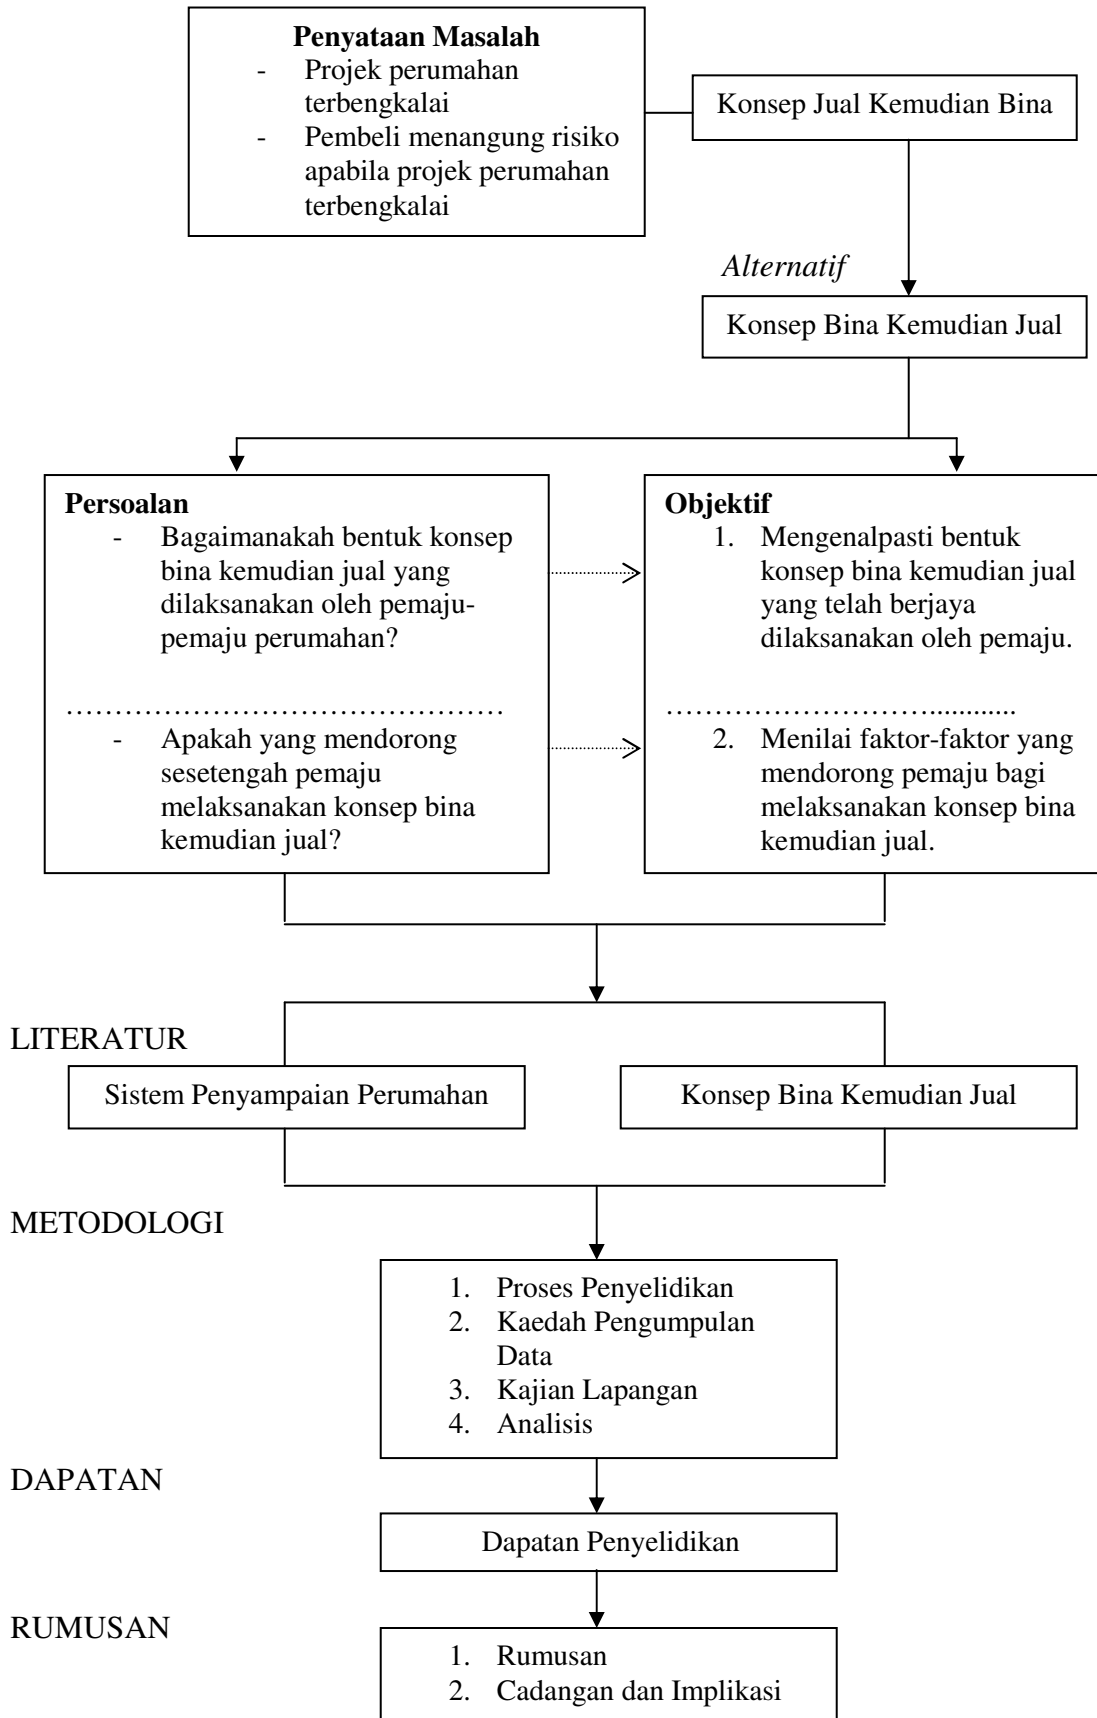 Penyataan Masalah
- Projek perumahan
terbengkalai
- Pembeli menangung risiko
apabila projek perumahan
terbengkalai
Konsep Jual Kemudian Bina
Alternatif
Konsep Bina Kemudian Jual
Persoalan
- Bagaimanakah bentuk konsep
bina kemudian jual yang
dilaksanakan oleh pemaju-
pemaju perumahan?
…………………………………………
- Apakah yang mendorong
sesetengah pemaju
melaksanakan konsep bina
kemudian jual?
Objektif
1. Mengenalpasti bentuk
konsep bina kemudian jual
yang telah berjaya
dilaksanakan oleh pemaju.
………………………............
2. Menilai faktor-faktor yang
mendorong pemaju bagi
melaksanakan konsep bina
kemudian jual.
LITERATUR
Sistem Penyampaian Perumahan
Konsep Bina Kemudian Jual
METODOLOGI
1. Proses Penyelidikan
2. Kaedah Pengumpulan
Data
3. Kajian Lapangan
4. Analisis
DAPATAN
Dapatan Penyelidikan
RUMUSAN
1. Rumusan
2. Cadangan dan Implikasi